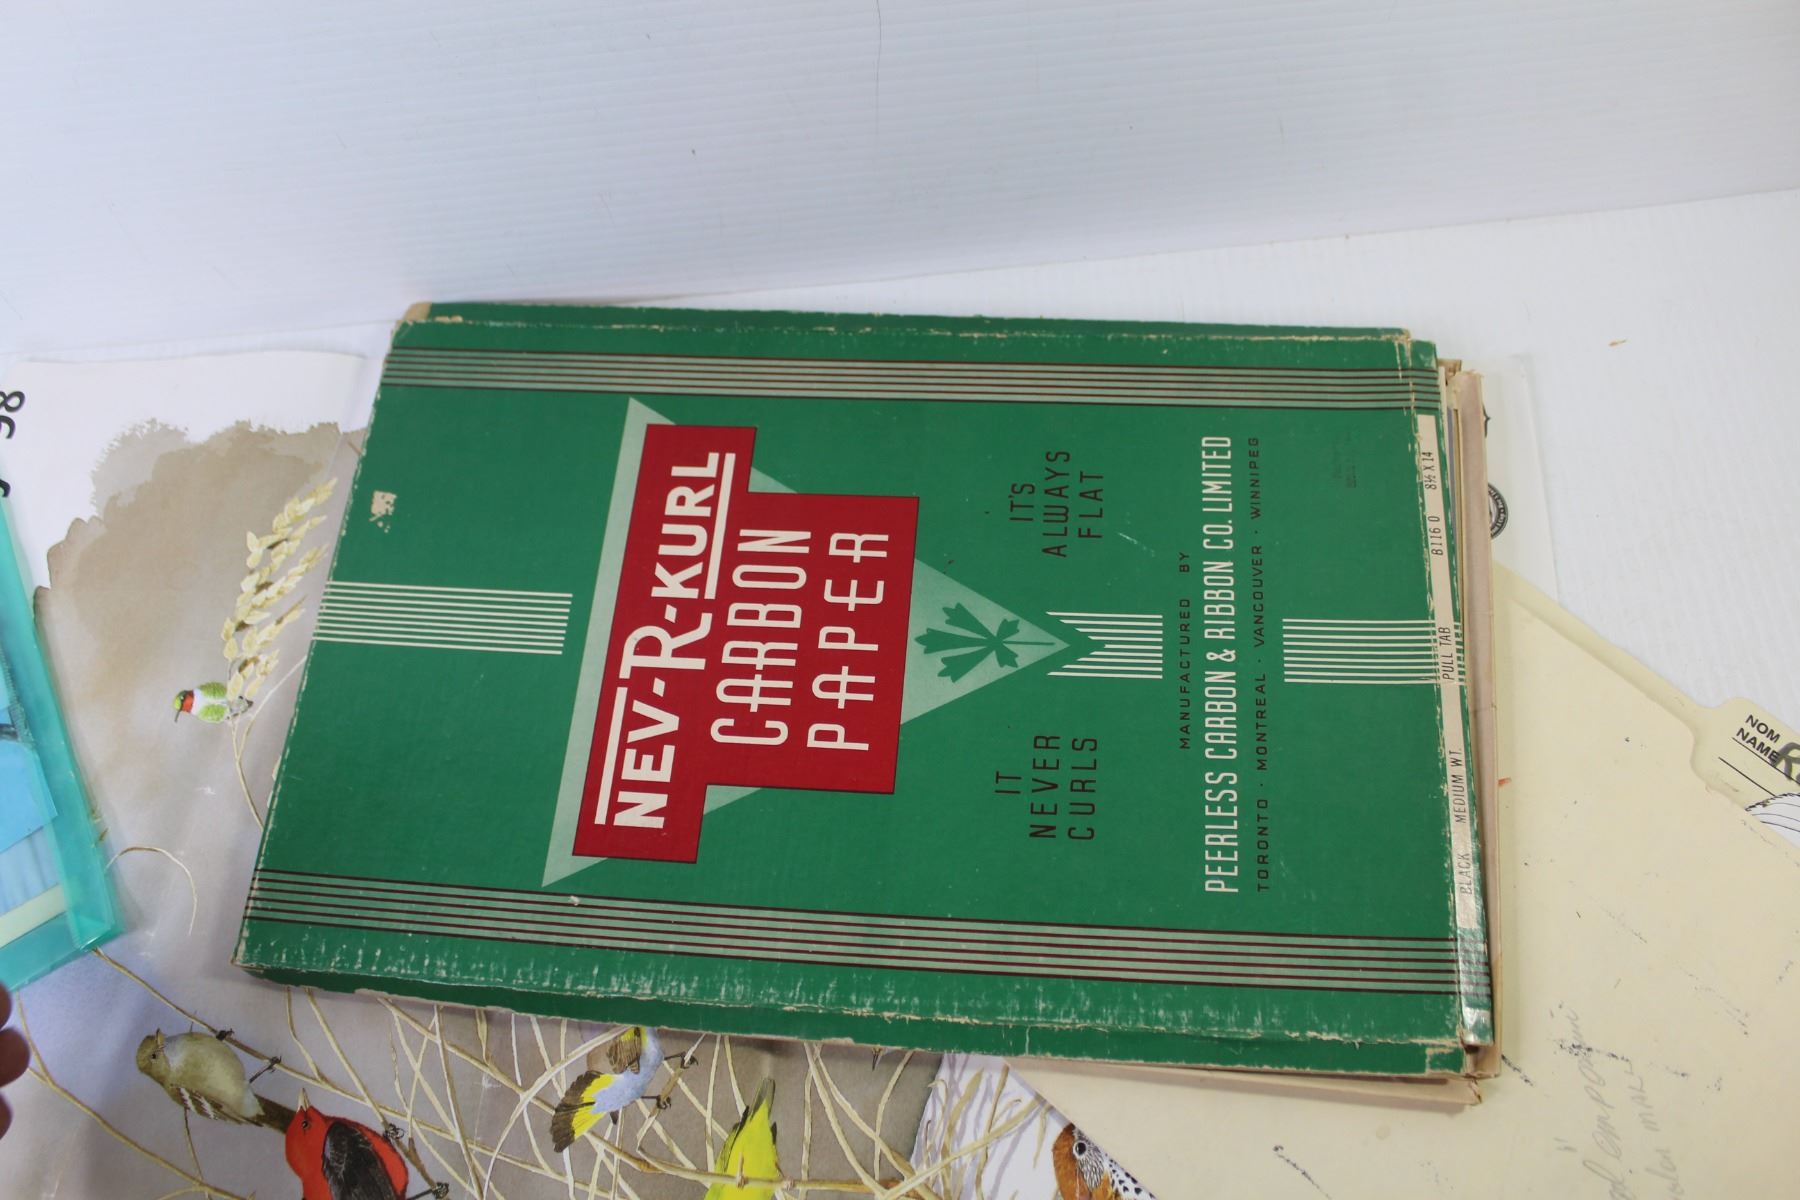 NEV-R-KURL
CARBON
PAPER
IT
NEVER
CURLS
IT'S
ALWAYS
FLAT
MANUFACTURED BY
PEERLESS CARBON & RIBBON CO. LIMITED
TORONTO · MONTREAL · VANCOUVER · WINNIPEG
BLACK MEDIUM WT. PULL TAB B116 0 8½ X 14
NOM
NAME